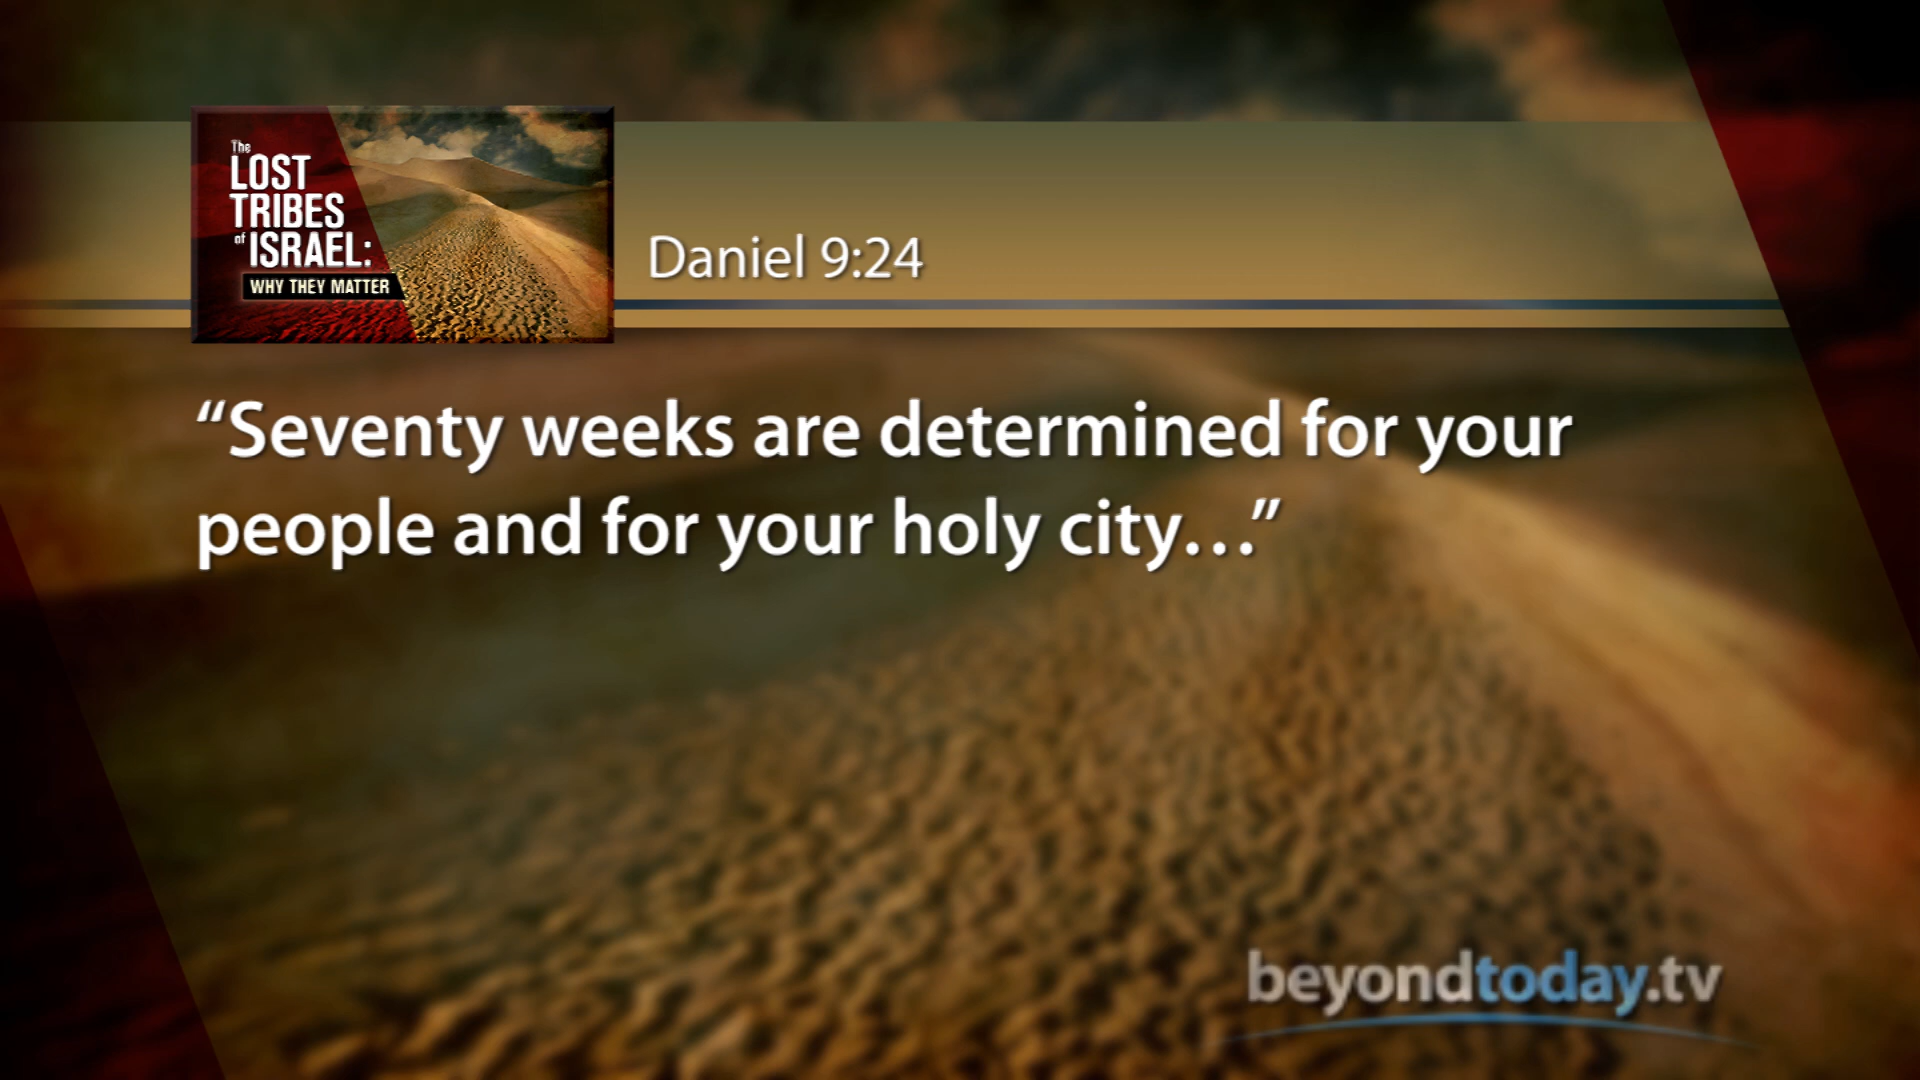 The
LOST
TRIBES
of ISRAEL:
WHY THEY MATTER
Daniel 9:24
“Seventy weeks are determined for your
people and for your holy city…”
beyondtoday.tv